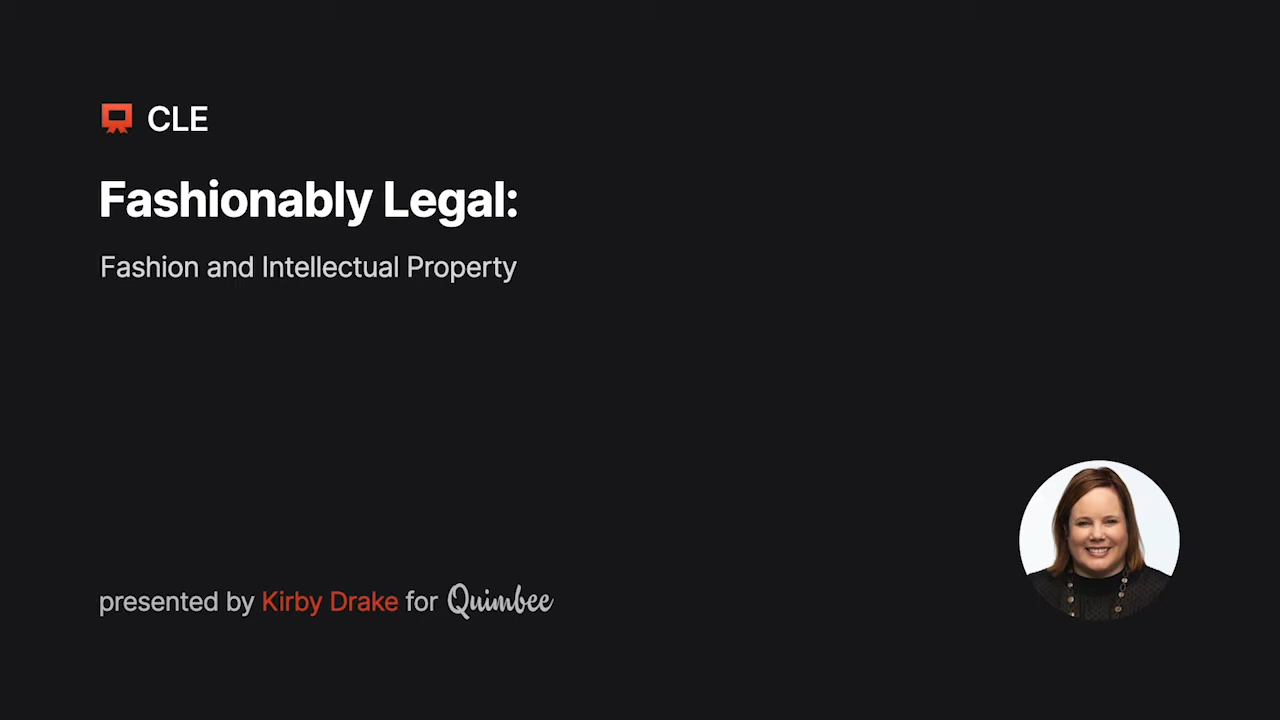 CLE
Fashionably Legal:
Fashion and Intellectual Property
presented by Kirby Drake for Quimbee